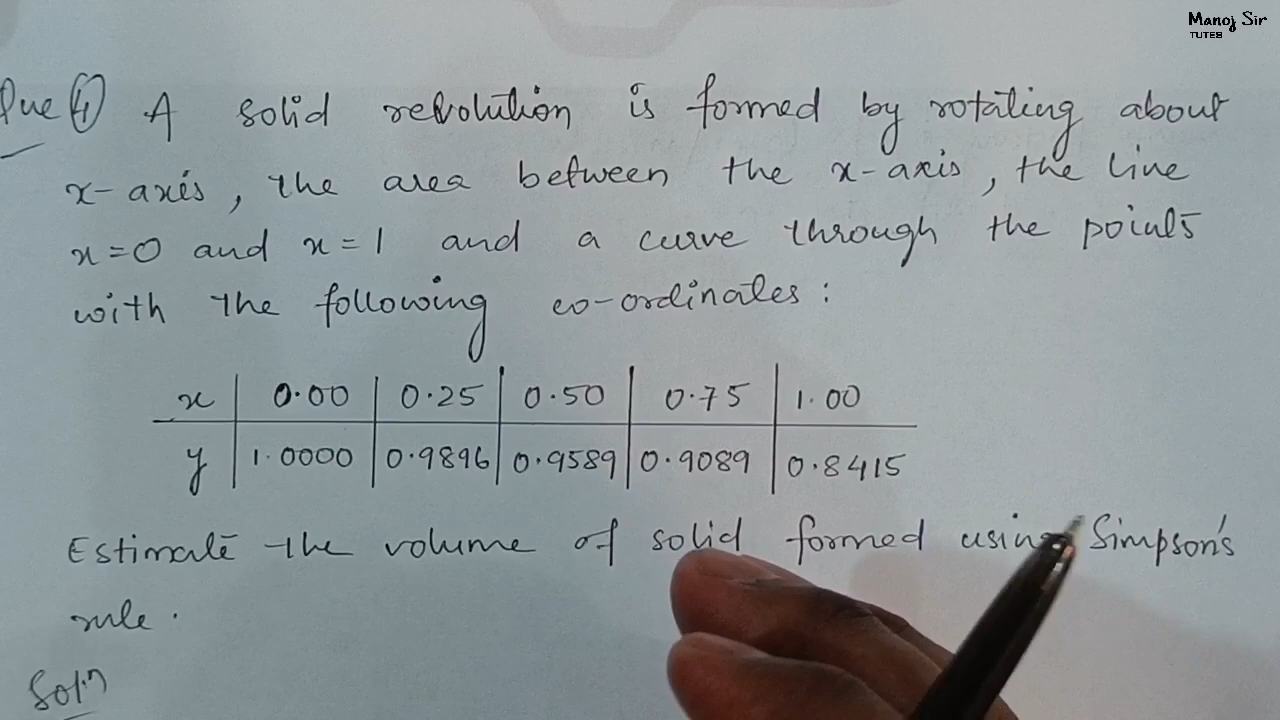 Manoj Sir
TUTES
Que ④ A solid revolution is formed by rotating about
x-axis, the area between the x-axis, the line
x=0 and x=1 and a curve through the points
with the following co-ordinates:
x | 0.00 | 0.25 | 0.50 | 0.75 | 1.00
y | 1.0000 | 0.9896 | 0.9589 | 0.9089 | 0.8415
Estimate the volume of solid formed using Simpson's
rule.
Sol?